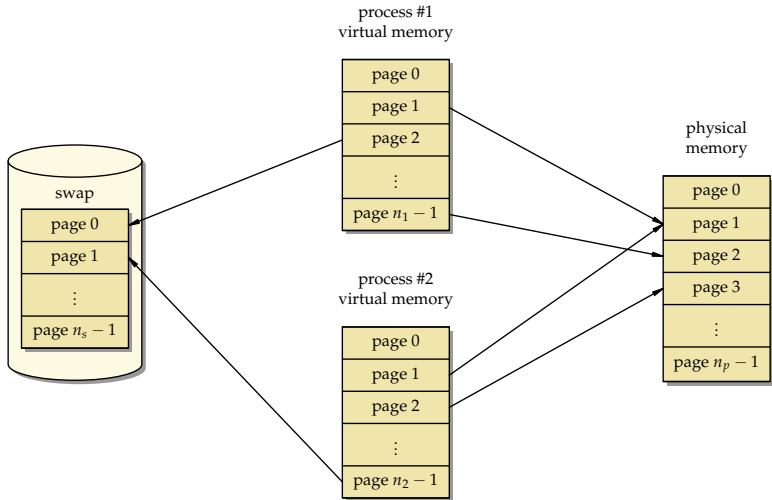 process #1
virtual memory
page 0
page 1
page 2
⋮
page n₁ − 1
swap
page 0
page 1
⋮
page nₛ − 1
process #2
virtual memory
page 0
page 1
page 2
⋮
page n₂ − 1
physical
memory
page 0
page 1
page 2
page 3
⋮
page nₚ − 1